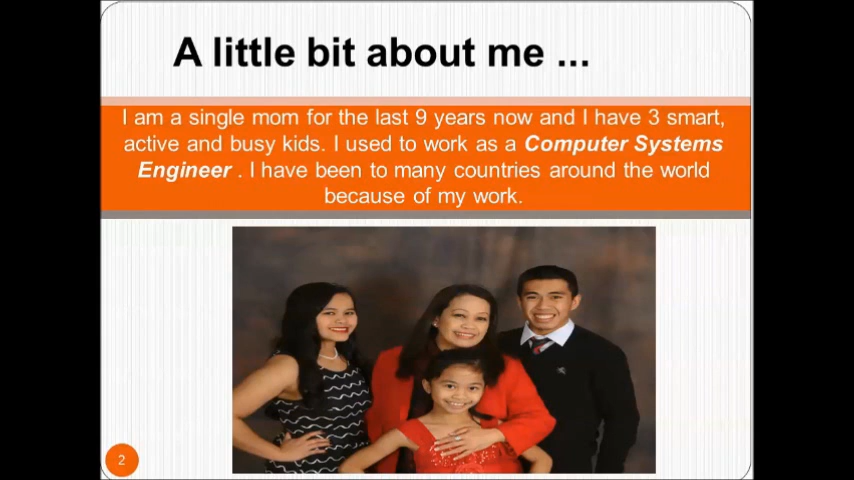 A little bit about me ...
I am a single mom for the last 9 years now and I have 3 smart,
active and busy kids. I used to work as a Computer Systems
Engineer . I have been to many countries around the world
because of my work.
2